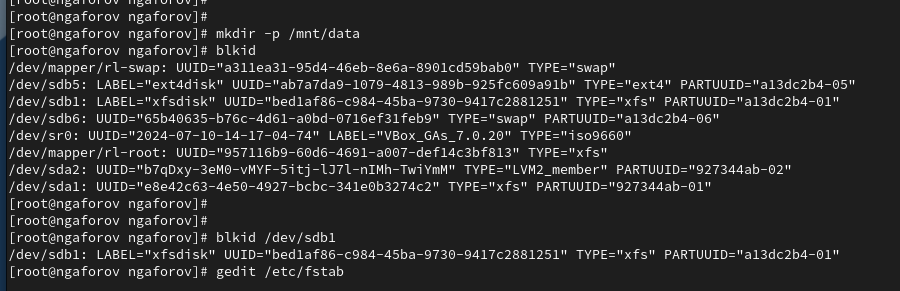 [root@ngaforov ngaforov]#
[root@ngaforov ngaforov]#
[root@ngaforov ngaforov]# mkdir -p /mnt/data
[root@ngaforov ngaforov]# blkid
/dev/mapper/rl-swap: UUID="a311ea31-95d4-46eb-8e6a-8901cd59bab0" TYPE="swap"
/dev/sdb5: LABEL="ext4disk" UUID="ab7a7da9-1079-4813-989b-925fc609a91b" TYPE="ext4" PARTUUID="a13dc2b4-05"
/dev/sdb1: LABEL="xfsdisk" UUID="bed1af86-c984-45ba-9730-9417c2881251" TYPE="xfs" PARTUUID="a13dc2b4-01"
/dev/sdb6: UUID="65b40635-b76c-4d61-a0bd-0716ef31feb9" TYPE="swap" PARTUUID="a13dc2b4-06"
/dev/sr0: UUID="2024-07-10-14-17-04-74" LABEL="VBox_GAs_7.0.20" TYPE="iso9660"
/dev/mapper/rl-root: UUID="957116b9-60d6-4691-a007-def14c3bf813" TYPE="xfs"
/dev/sda2: UUID="b7qDxy-3eM0-vMYF-5itj-lJ7l-nIMh-TwiYmM" TYPE="LVM2_member" PARTUUID="927344ab-02"
/dev/sda1: UUID="e8e42c63-4e50-4927-bcbc-341e0b3274c2" TYPE="xfs" PARTUUID="927344ab-01"
[root@ngaforov ngaforov]#
[root@ngaforov ngaforov]#
[root@ngaforov ngaforov]# blkid /dev/sdb1
/dev/sdb1: LABEL="xfsdisk" UUID="bed1af86-c984-45ba-9730-9417c2881251" TYPE="xfs" PARTUUID="a13dc2b4-01"
[root@ngaforov ngaforov]# gedit /etc/fstab